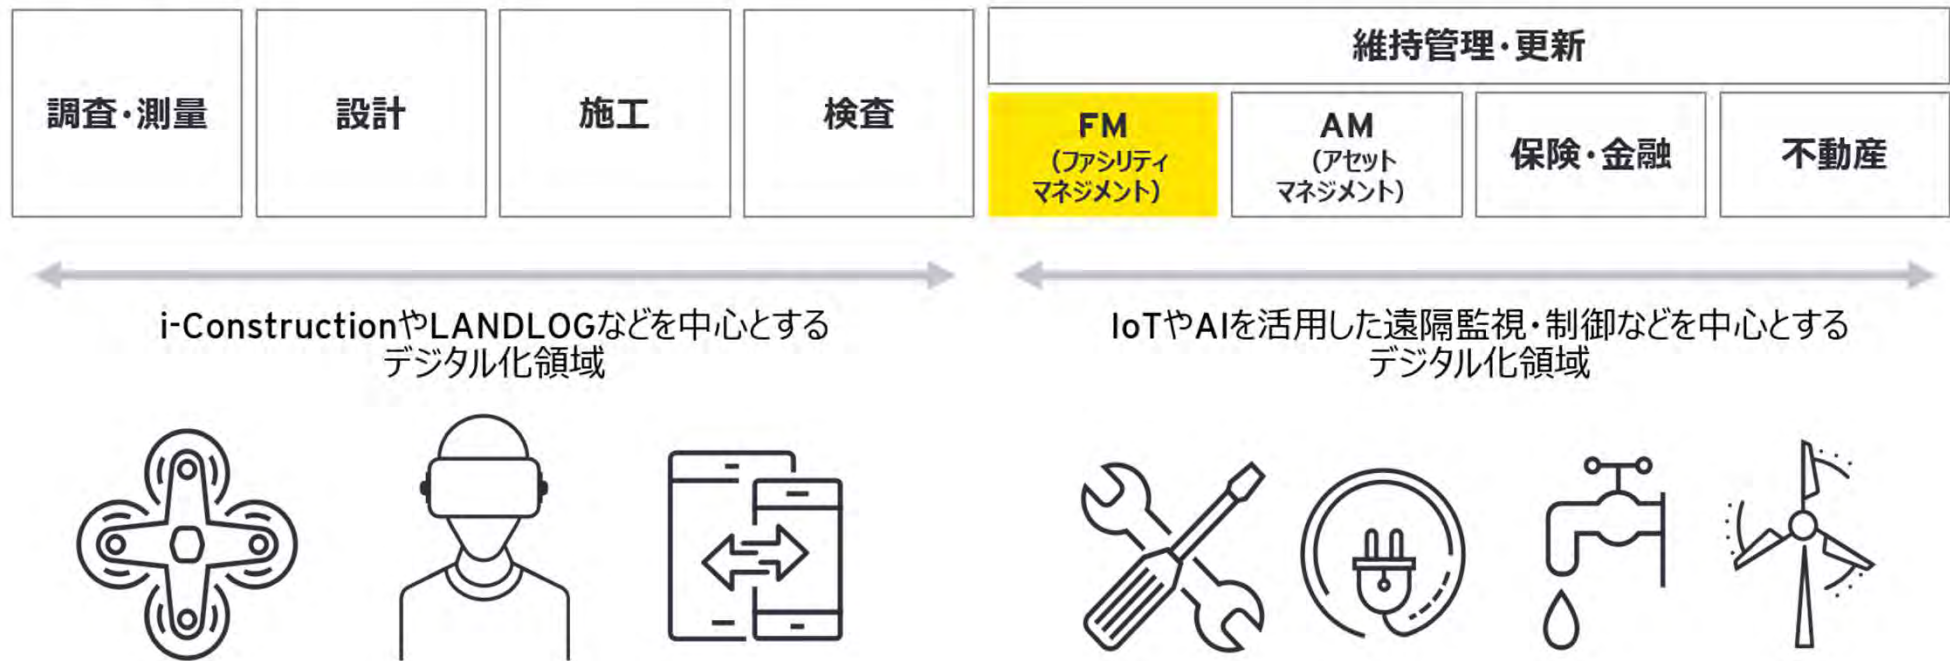 調査・測量
設計
施工
検査
維持管理・更新
FM
（ファシリティ
マネジメント）
AM
（アセット
マネジメント）
保険・金融
不動産
i-ConstructionやLANDLOGなどを中心とする
デジタル化領域
IoTやAIを活用した遠隔監視・制御などを中心とする
デジタル化領域